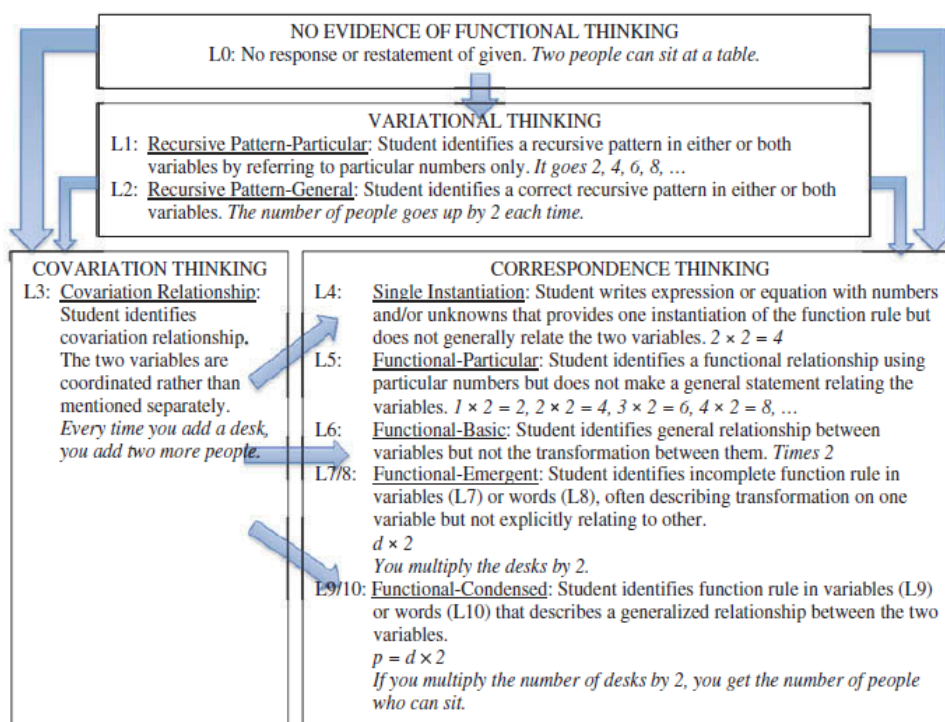 NO EVIDENCE OF FUNCTIONAL THINKING
L0: No response or restatement of given. Two people can sit at a table.
VARIATIONAL THINKING
L1: Recursive Pattern-Particular: Student identifies a recursive pattern in either or both
variables by referring to particular numbers only. It goes 2, 4, 6, 8, ...
L2: Recursive Pattern-General: Student identifies a correct recursive pattern in either or both
variables. The number of people goes up by 2 each time.
COVARIATION THINKING
L3: Covariation Relationship:
Student identifies
covariation relationship.
The two variables are
coordinated rather than
mentioned separately.
Every time you add a desk,
you add two more people.
CORRESPONDENCE THINKING
L4: Single Instantiation: Student writes expression or equation with numbers
and/or unknowns that provides one instantiation of the function rule but
does not generally relate the two variables. 2 × 2 = 4
L5: Functional-Particular: Student identifies a functional relationship using
particular numbers but does not make a general statement relating the
variables. 1 × 2 = 2, 2 × 2 = 4, 3 × 2 = 6, 4 × 2 = 8, ...
L6: Functional-Basic: Student identifies general relationship between
variables but not the transformation between them. Times 2
L7/8: Functional-Emergent: Student identifies incomplete function rule in
variables (L7) or words (L8), often describing transformation on one
variable but not explicitly relating to other.
d × 2
You multiply the desks by 2.
L9/10: Functional-Condensed: Student identifies function rule in variables (L9)
or words (L10) that describes a generalized relationship between the two
variables.
p = d × 2
If you multiply the number of desks by 2, you get the number of people
who can sit.